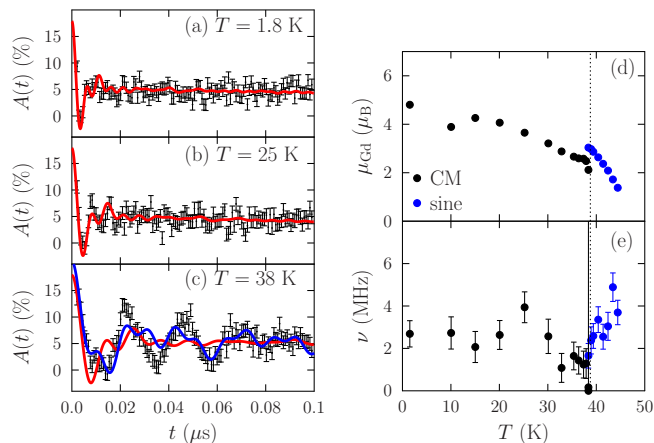 (a) T = 1.8 K
A(t) (%)
15
10
5
0
(b) T = 25 K
A(t) (%)
15
10
5
0
(c) T = 38 K
A(t) (%)
20
15
10
5
0
0.0 0.02 0.04 0.06 0.08 0.1
t (μs)
(d)
μGd (μB)
6
4
2
0
CM
sine
(e)
ν (MHz)
6
4
2
0
0 10 20 30 40 50
T (K)